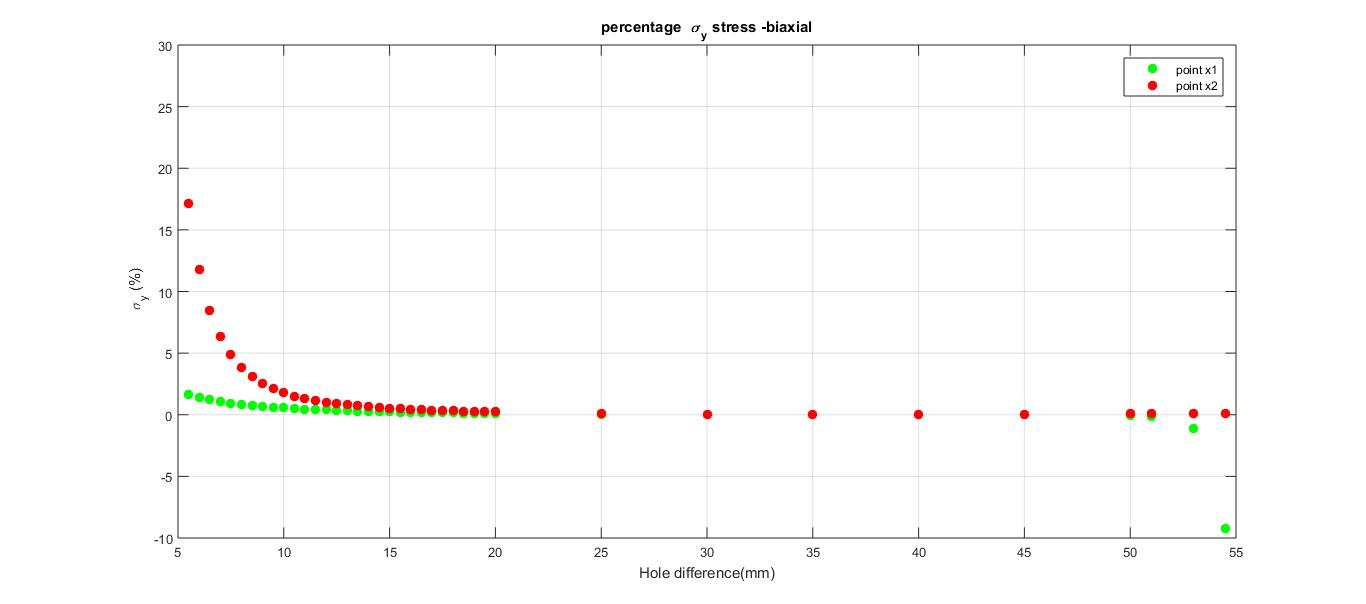 percentage σy stress -biaxial
30
25
20
15
10
5
0
-5
-10
σy (%)
point x1
point x2
5 10 15 20 25 30 35 40 45 50 55
Hole difference(mm)